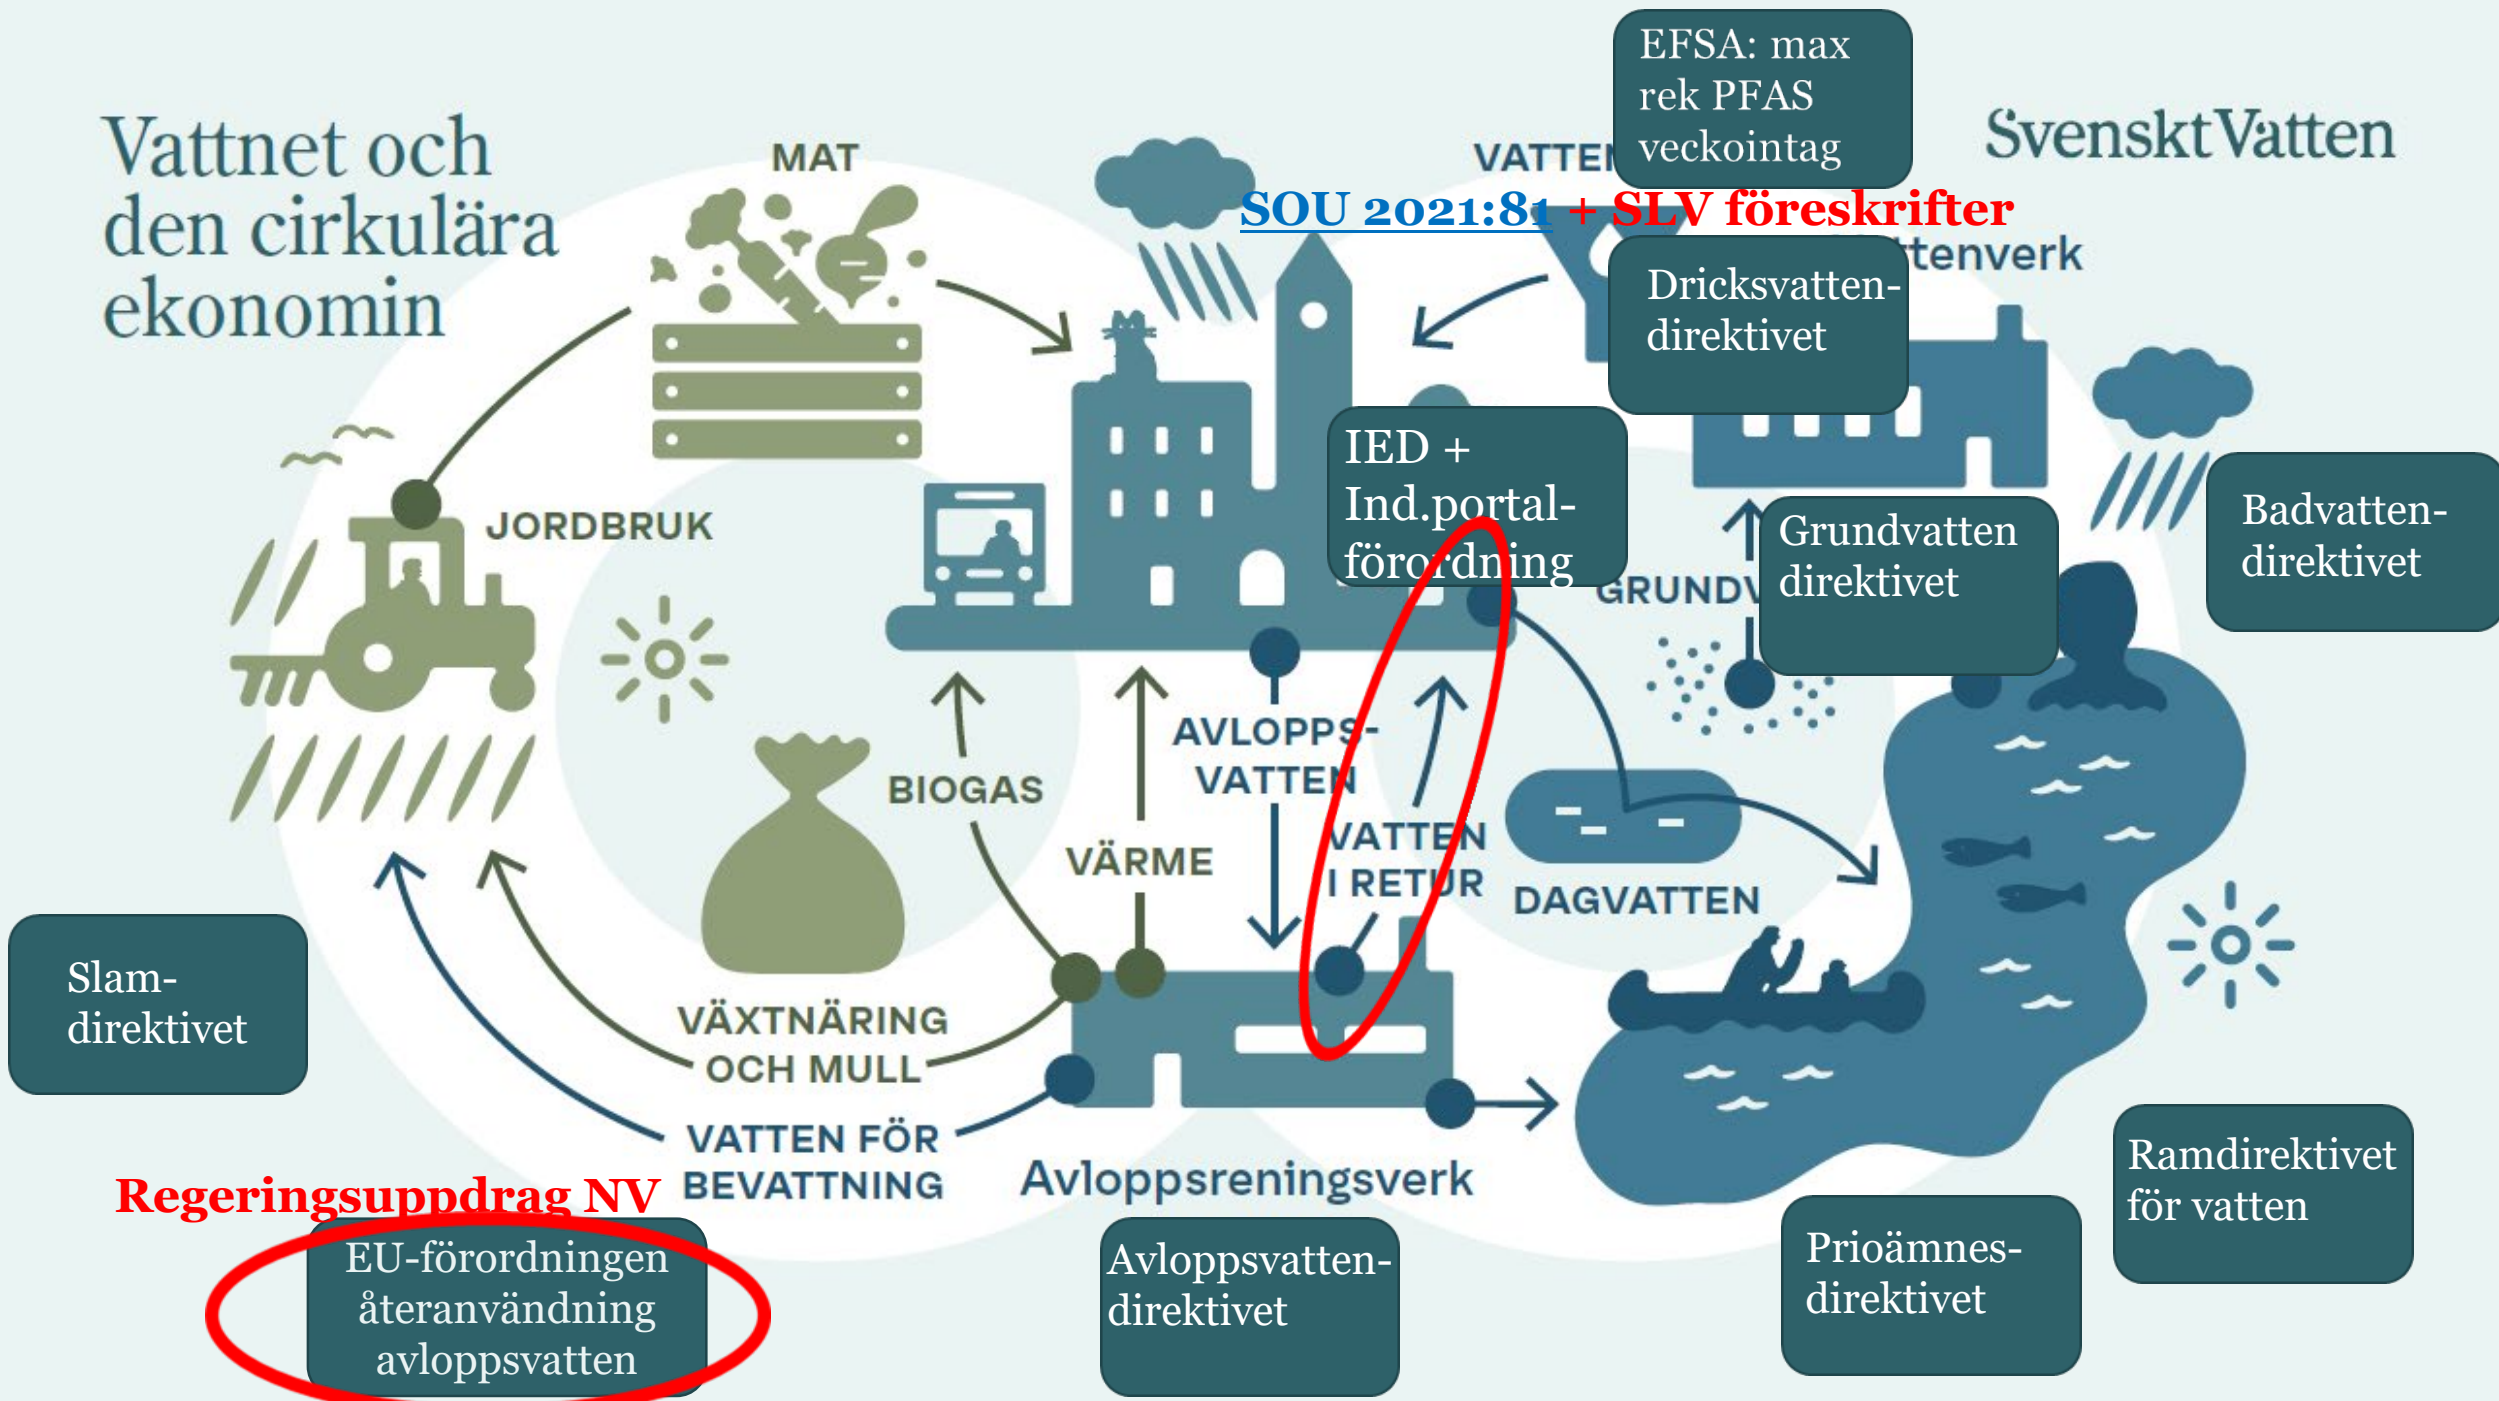 Vattnet och
den cirkulära
ekonomin
MAT
EFSA: max
rek PFAS
veckointag
Svenskt Vatten
SOU 2021:81 + SLV föreskrifter
Dricksvatten-
direktivet
JORDBRUK
IED +
Ind.portal-
förordning
Grundvatten
direktivet
Badvatten-
direktivet
BIOGAS
VÄRME
AVLOPPS-
VATTEN
VATTEN
I RETUR
DAGVATTEN
Slam-
direktivet
VÄXTNÄRING
OCH MULL
VATTEN FÖR
BEVATTNING
Avloppsreningsverk
Regeringsuppdrag NV
EU-förordningen
återanvändning
avloppsvatten
Avloppsvatten-
direktivet
Prioämnes-
direktivet
Ramdirektivet
för vatten